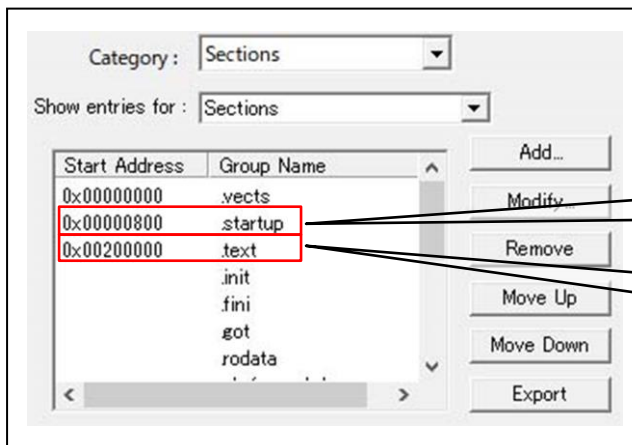 Category : Sections
Show entries for : Sections
Start Address Group Name
0x00000000 .vects
0x00000800 .startup
0x00200000 .text
.init
.fini
.got
.rodata
Add...
Modify...
Remove
Move Up
Move Down
Export